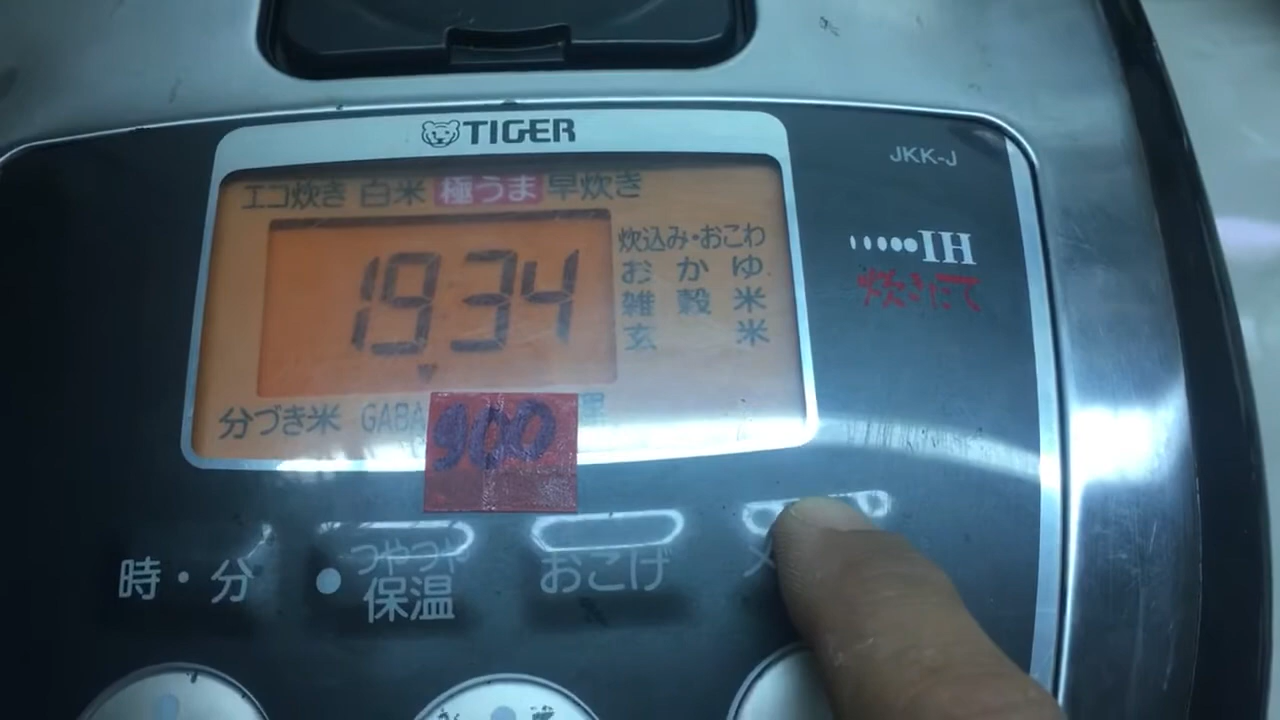 TIGER
JKK-J
エコ炊き 白米 極うま 早炊き
炊込み・おこわ
おかゆ
雑穀米
玄米
19 34
IH
炊きたて
分づき米 GABA
900
時・分
つやつや
保温
おこげ